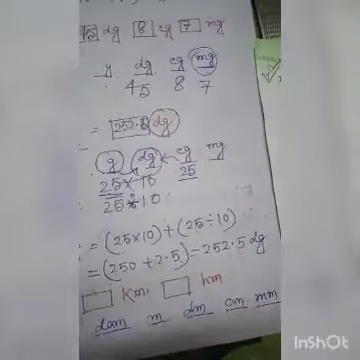 45 dg 8 cg 7 mg
g dg cg mg
45 8 7
= 252.5 dg
g dg cg mg
25
25 × 10
25 ÷ 10
= (25×10) + (25÷10)
= (250 + 2.5) = 252.5 dg
km. hm
dam m dm cm mm
InShOt